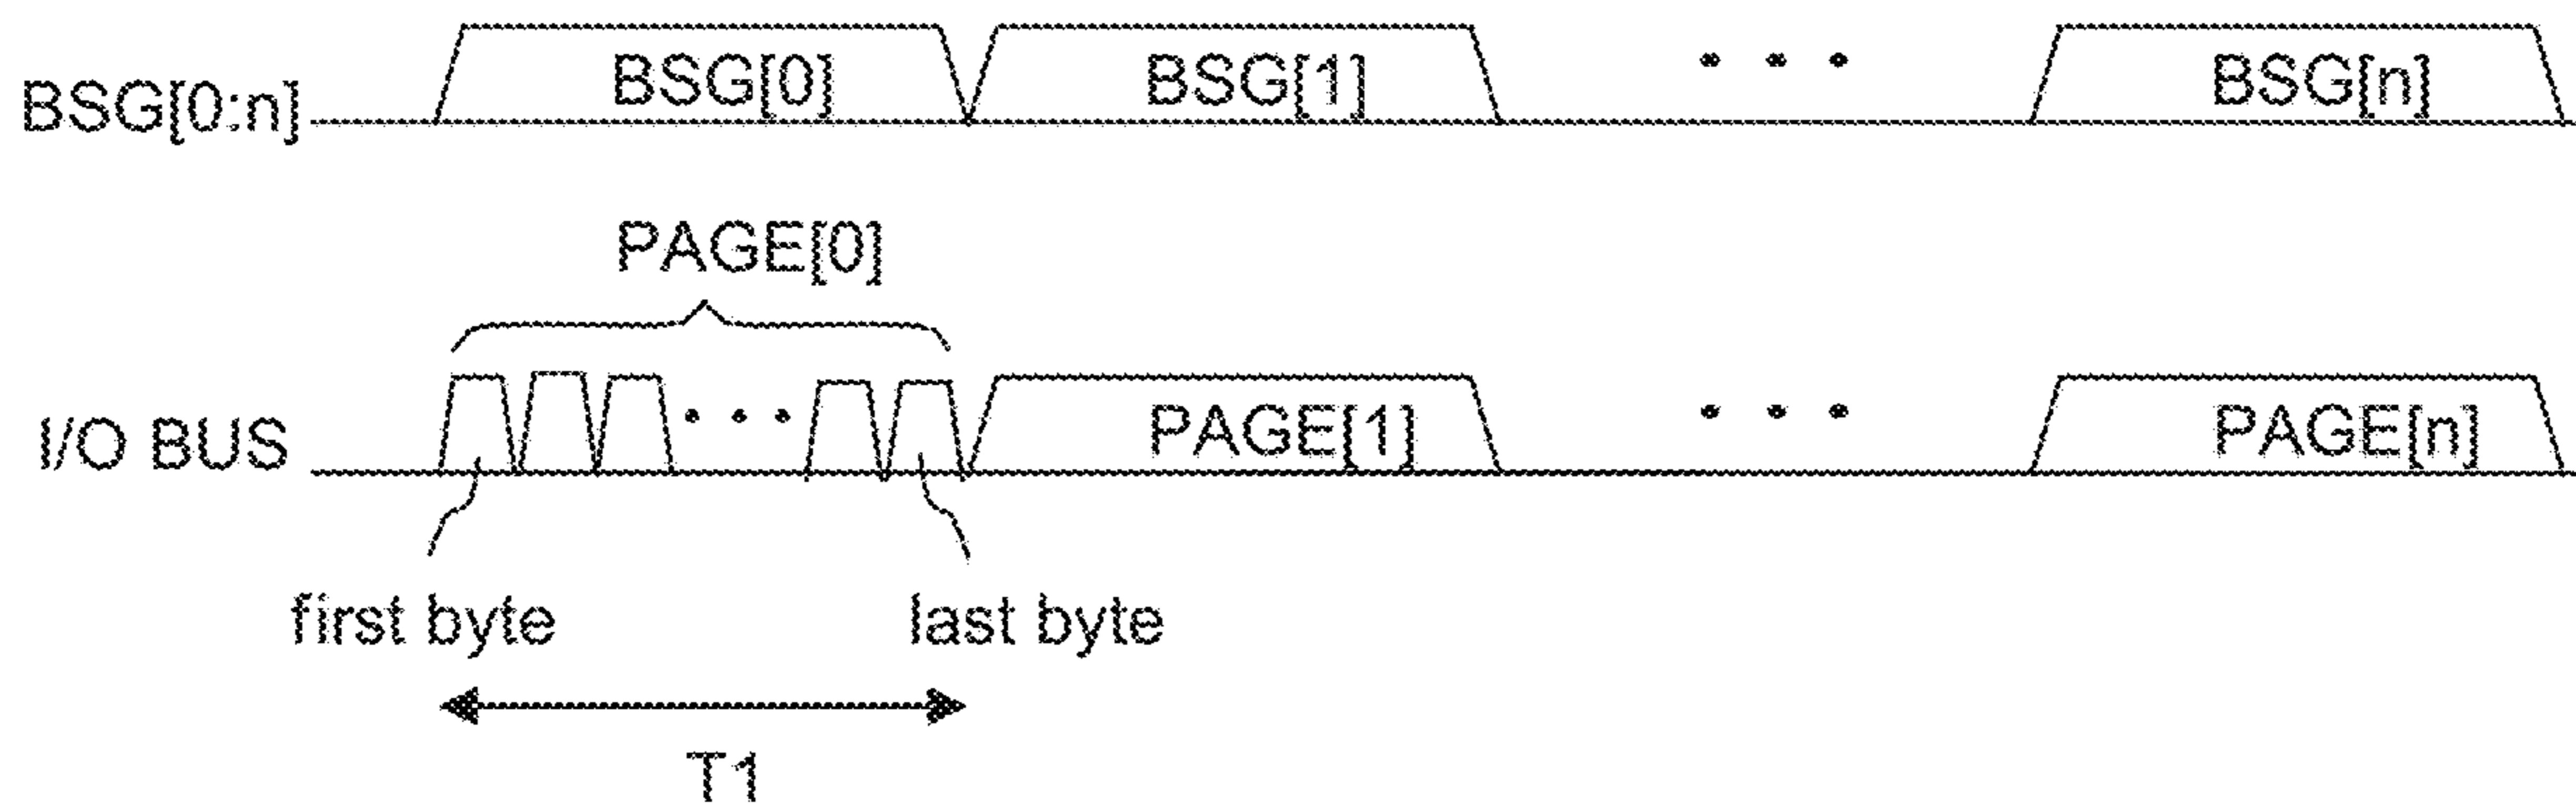 BSG[0:n] BSG[0] BSG[1] • • • BSG[n]
PAGE[0]
I/O BUS • • • PAGE[1] • • • PAGE[n]
first byte last byte
T1